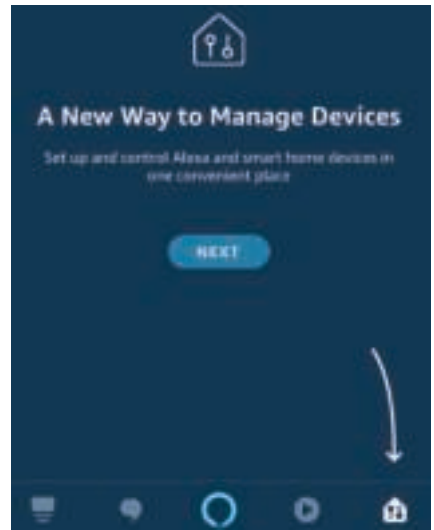 A New Way to Manage Devices
Set up and control Alexa and smart home devices in
one convenient place
NEXT